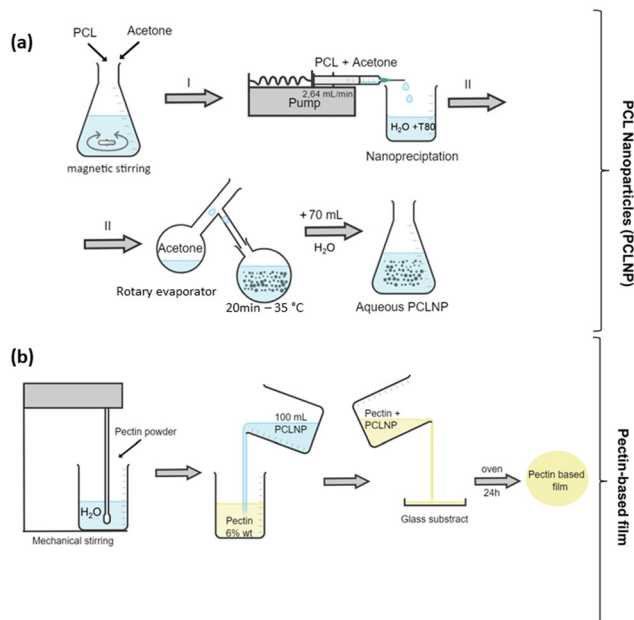 (a)
PCL
Acetone
magnetic stirring
I
PCL + Acetone
2,64 mL/min
Pump
H₂O +T80
Nanopreciptation
II
II
Acetone
Rotary evaporator
20min – 35 °C
+ 70 mL
H₂O
Aqueous PCLNP
PCL Nanoparticles (PCLNP)
(b)
Pectin powder
H₂O
Mechanical stirring
100 mL
PCLNP
Pectin
6% wt
Pectin +
PCLNP
Glass substract
oven
24h
Pectin based
film
Pectin-based film